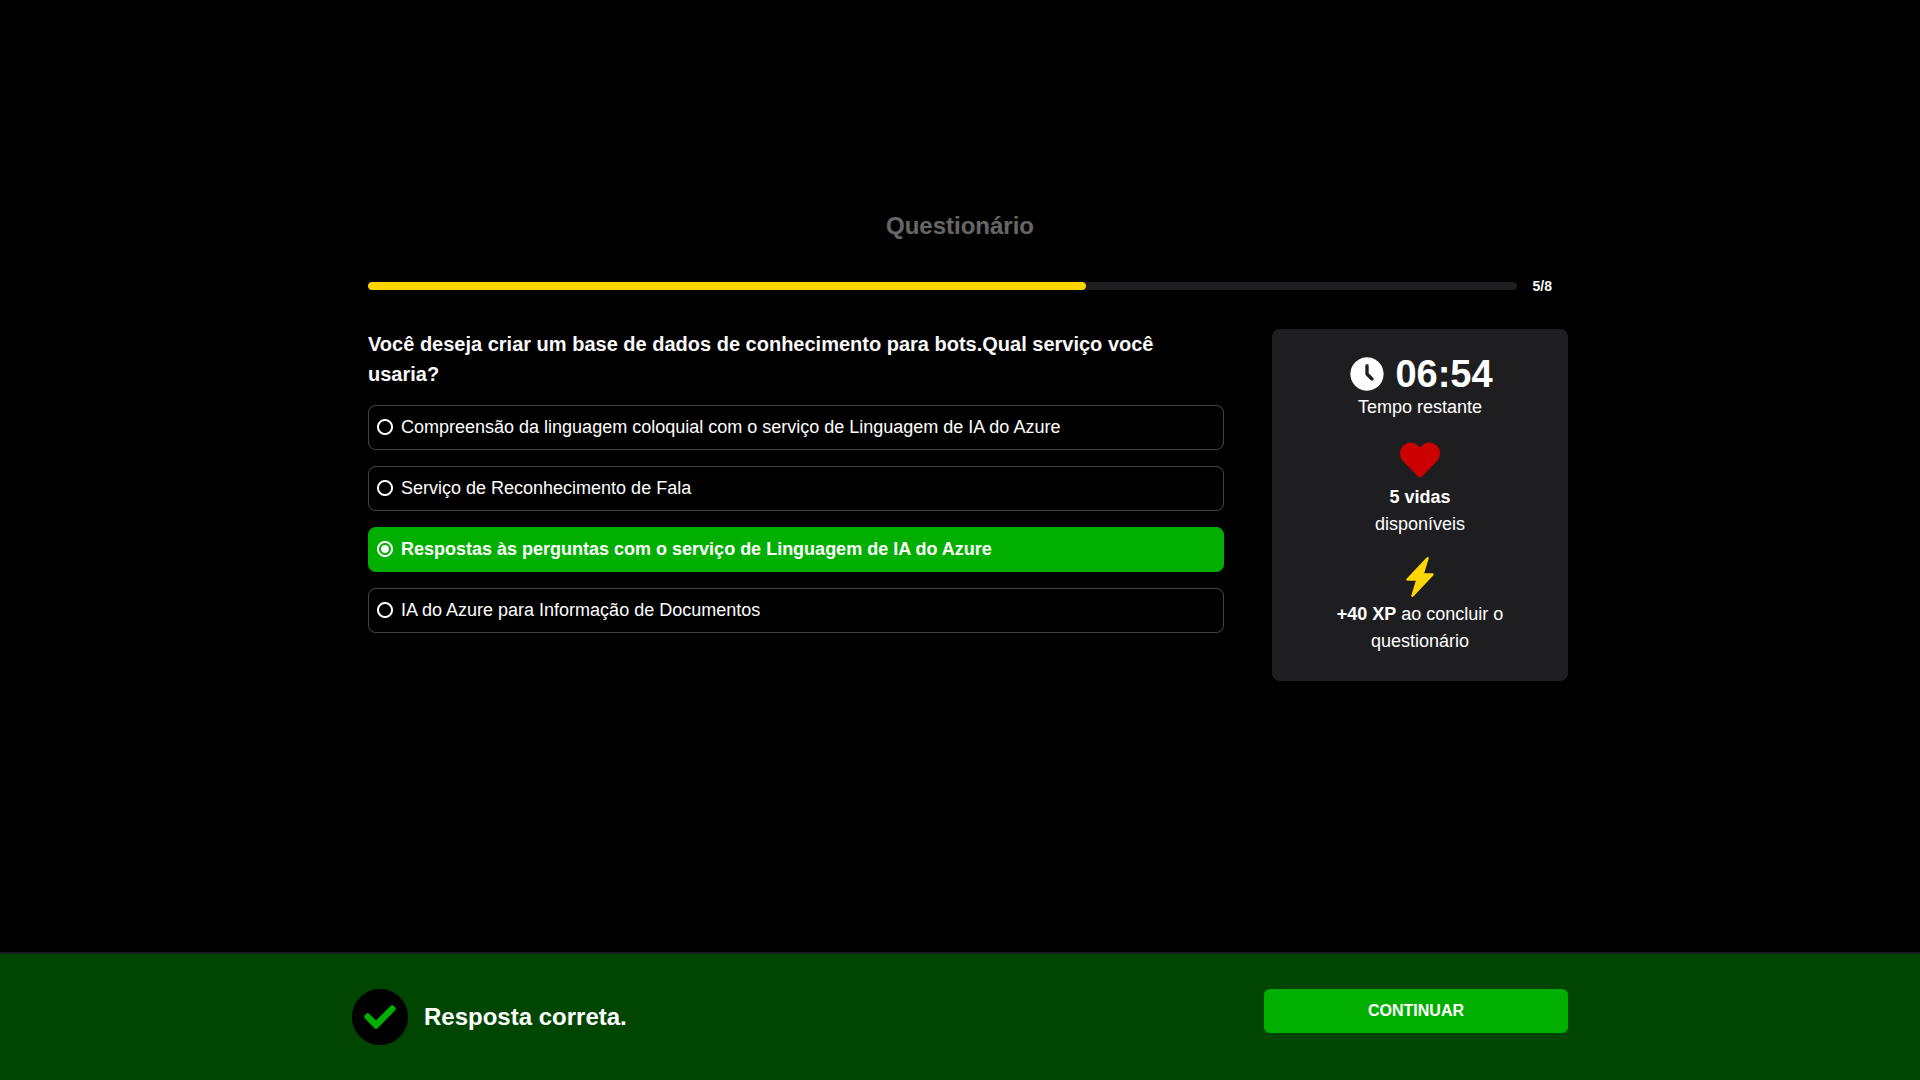 Questionário
5/8
Você deseja criar um base de dados de conhecimento para bots.Qual serviço você
usaria?
Compreensão da linguagem coloquial com o serviço de Linguagem de IA do Azure
Serviço de Reconhecimento de Fala
Respostas às perguntas com o serviço de Linguagem de IA do Azure
IA do Azure para Informação de Documentos
06:54
Tempo restante
5 vidas
disponíveis
+40 XP ao concluir o
questionário
Resposta correta.
CONTINUAR